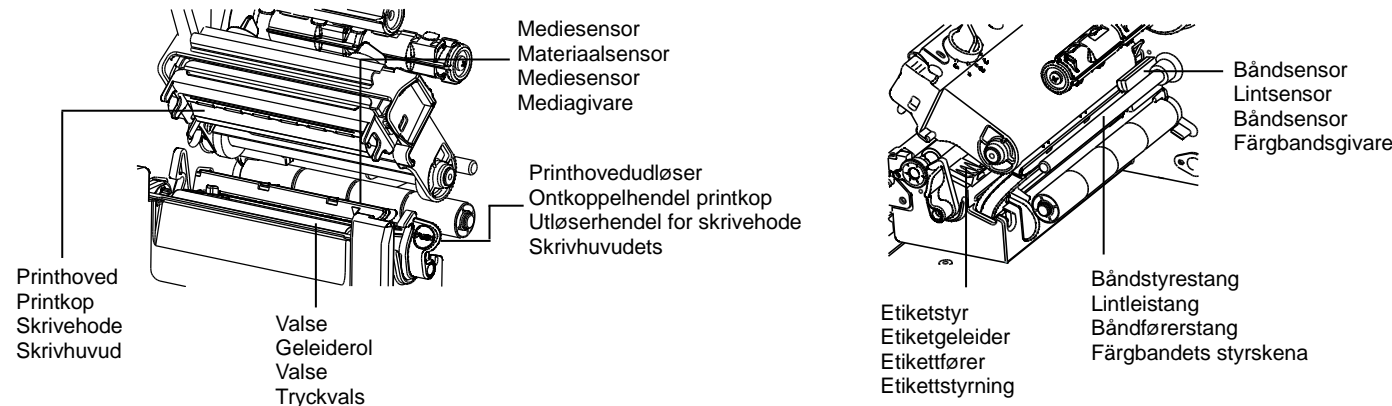 Mediesensor
Materiaalsensor
Mediesensor
Mediagivare
Printhovedudløser
Ontkoppelhendel printkop
Utløserhendel for skrivehode
Skrivhuvudets
Printhoved
Printkop
Skrivehode
Skrivhuvud
Valse
Geleiderol
Valse
Tryckvals
Båndsensor
Lintsensor
Båndsensor
Färgbandsgivare
Båndstyrestang
Lintleistang
Båndførerstang
Färgbandets styrskena
Etiketstyr
Etiketgeleider
Etikettfører
Etikettstyrning